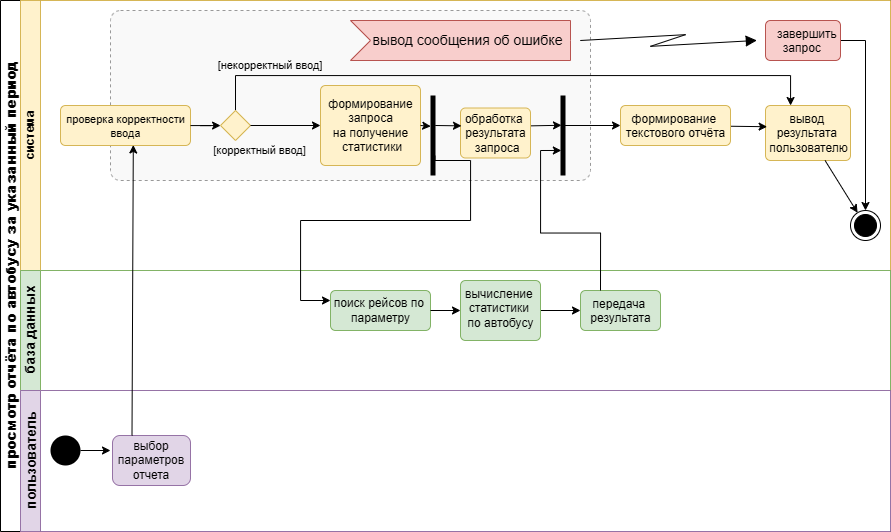 просмотр отчёта по автобусу за указанный период
система
вывод сообщения об ошибке
завершить
запрос
[некорректный ввод]
проверка корректности
ввода
[корректный ввод]
формирование
запроса
на получение
статистики
обработка
результата
запроса
формирование
текстового отчёта
вывод
результата
пользователю
база данных
поиск рейсов по
параметру
вычисление
статистики
по автобусу
передача
результата
пользователь
выбор
параметров
отчета